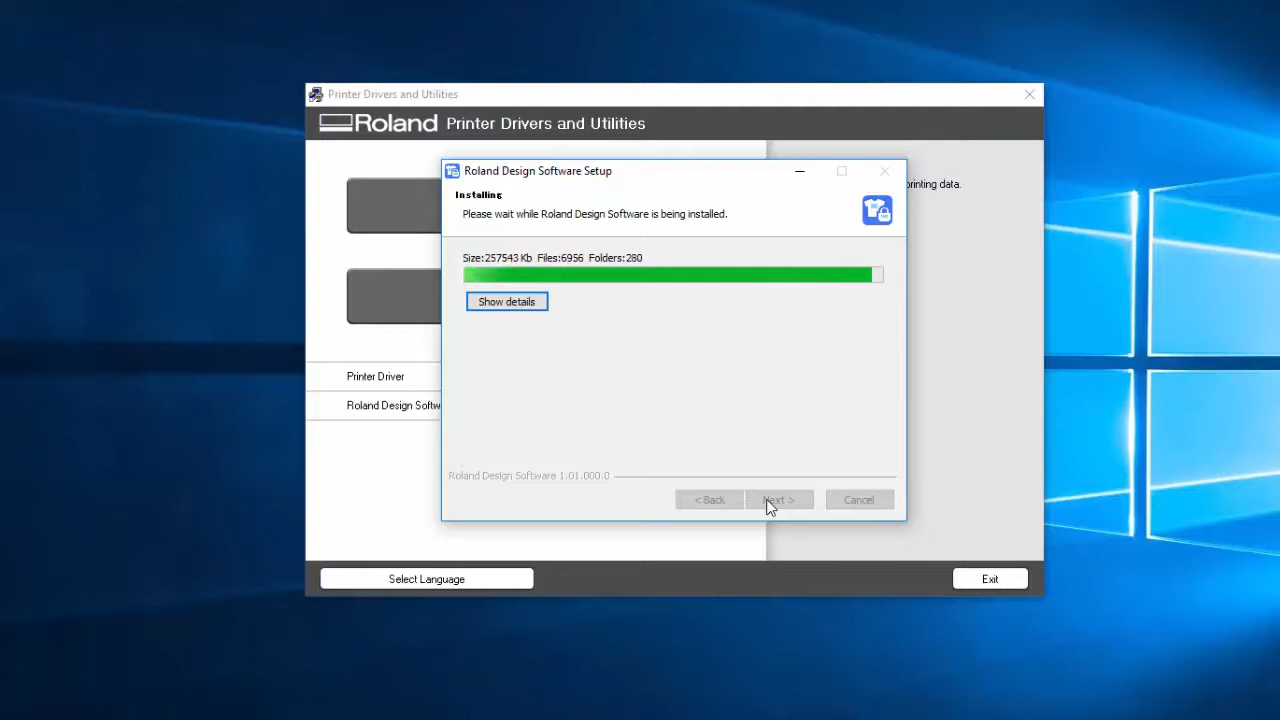 Printer Drivers and Utilities
Roland Printer Drivers and Utilities
printing data.
Roland Design Software Setup
Installing
Please wait while Roland Design Software is being installed.
Size:257543 Kb Files:6956 Folders:280
Show details
Printer Driver
Roland Design Softw
Roland Design Software 1.01.000.0
< Back
Next >
Cancel
Select Language
Exit